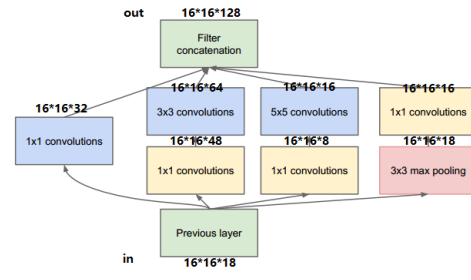 out
16*16*128
Filter
concatenation
16*16*32
16*16*64
16*16*16
16*16*16
1x1 convolutions
3x3 convolutions
5x5 convolutions
1x1 convolutions
16*16*48
16*16*8
16*16*18
1x1 convolutions
1x1 convolutions
3x3 max pooling
Previous layer
in
16*16*18